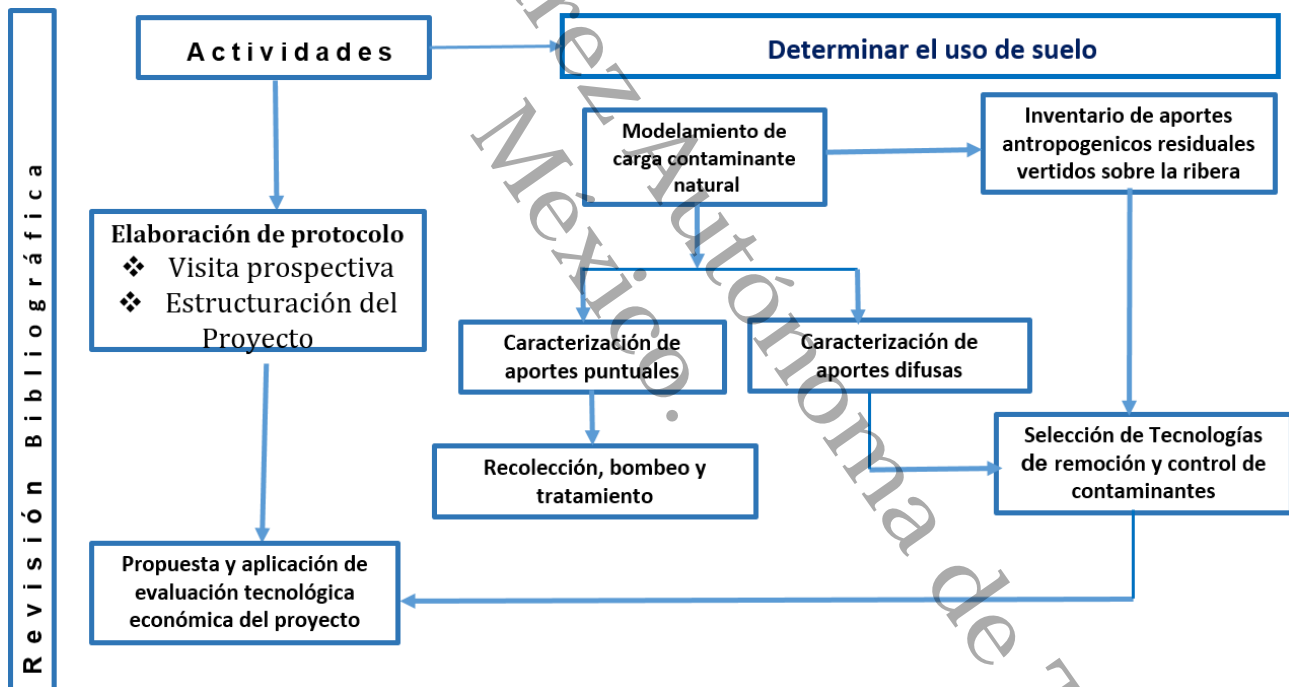 Revisión Bibliográfica
Actividades
Determinar el uso de suelo
Modelamiento de
carga contaminante
natural
Inventario de aportes
antropogenicos residuales
vertidos sobre la ribera
Elaboración de protocolo
❖ Visita prospectiva
❖ Estructuración del
Proyecto
Caracterización de
aportes puntuales
Caracterización de
aportes difusas
Recolección, bombeo y
tratamiento
Selección de Tecnologías
de remoción y control de
contaminantes
Propuesta y aplicación de
evaluación tecnológica
económica del proyecto
Autónoma de
México.